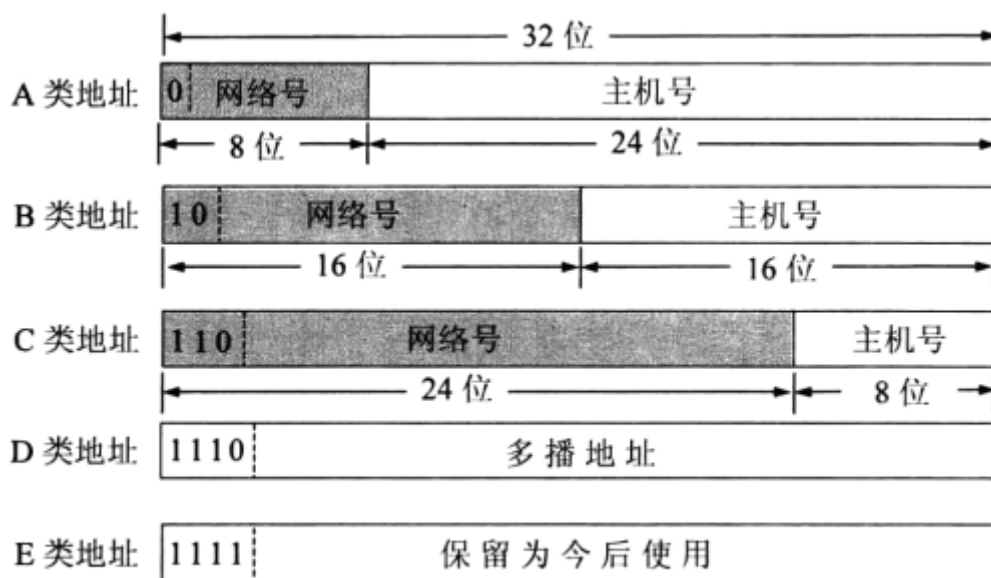 32 位
A 类地址 0 网络号 主机号
8 位 24 位
B 类地址 10 网络号 主机号
16 位 16 位
C 类地址 110 网络号 主机号
24 位 8 位
D 类地址 1110 多播地址
E 类地址 1111 保留为今后使用